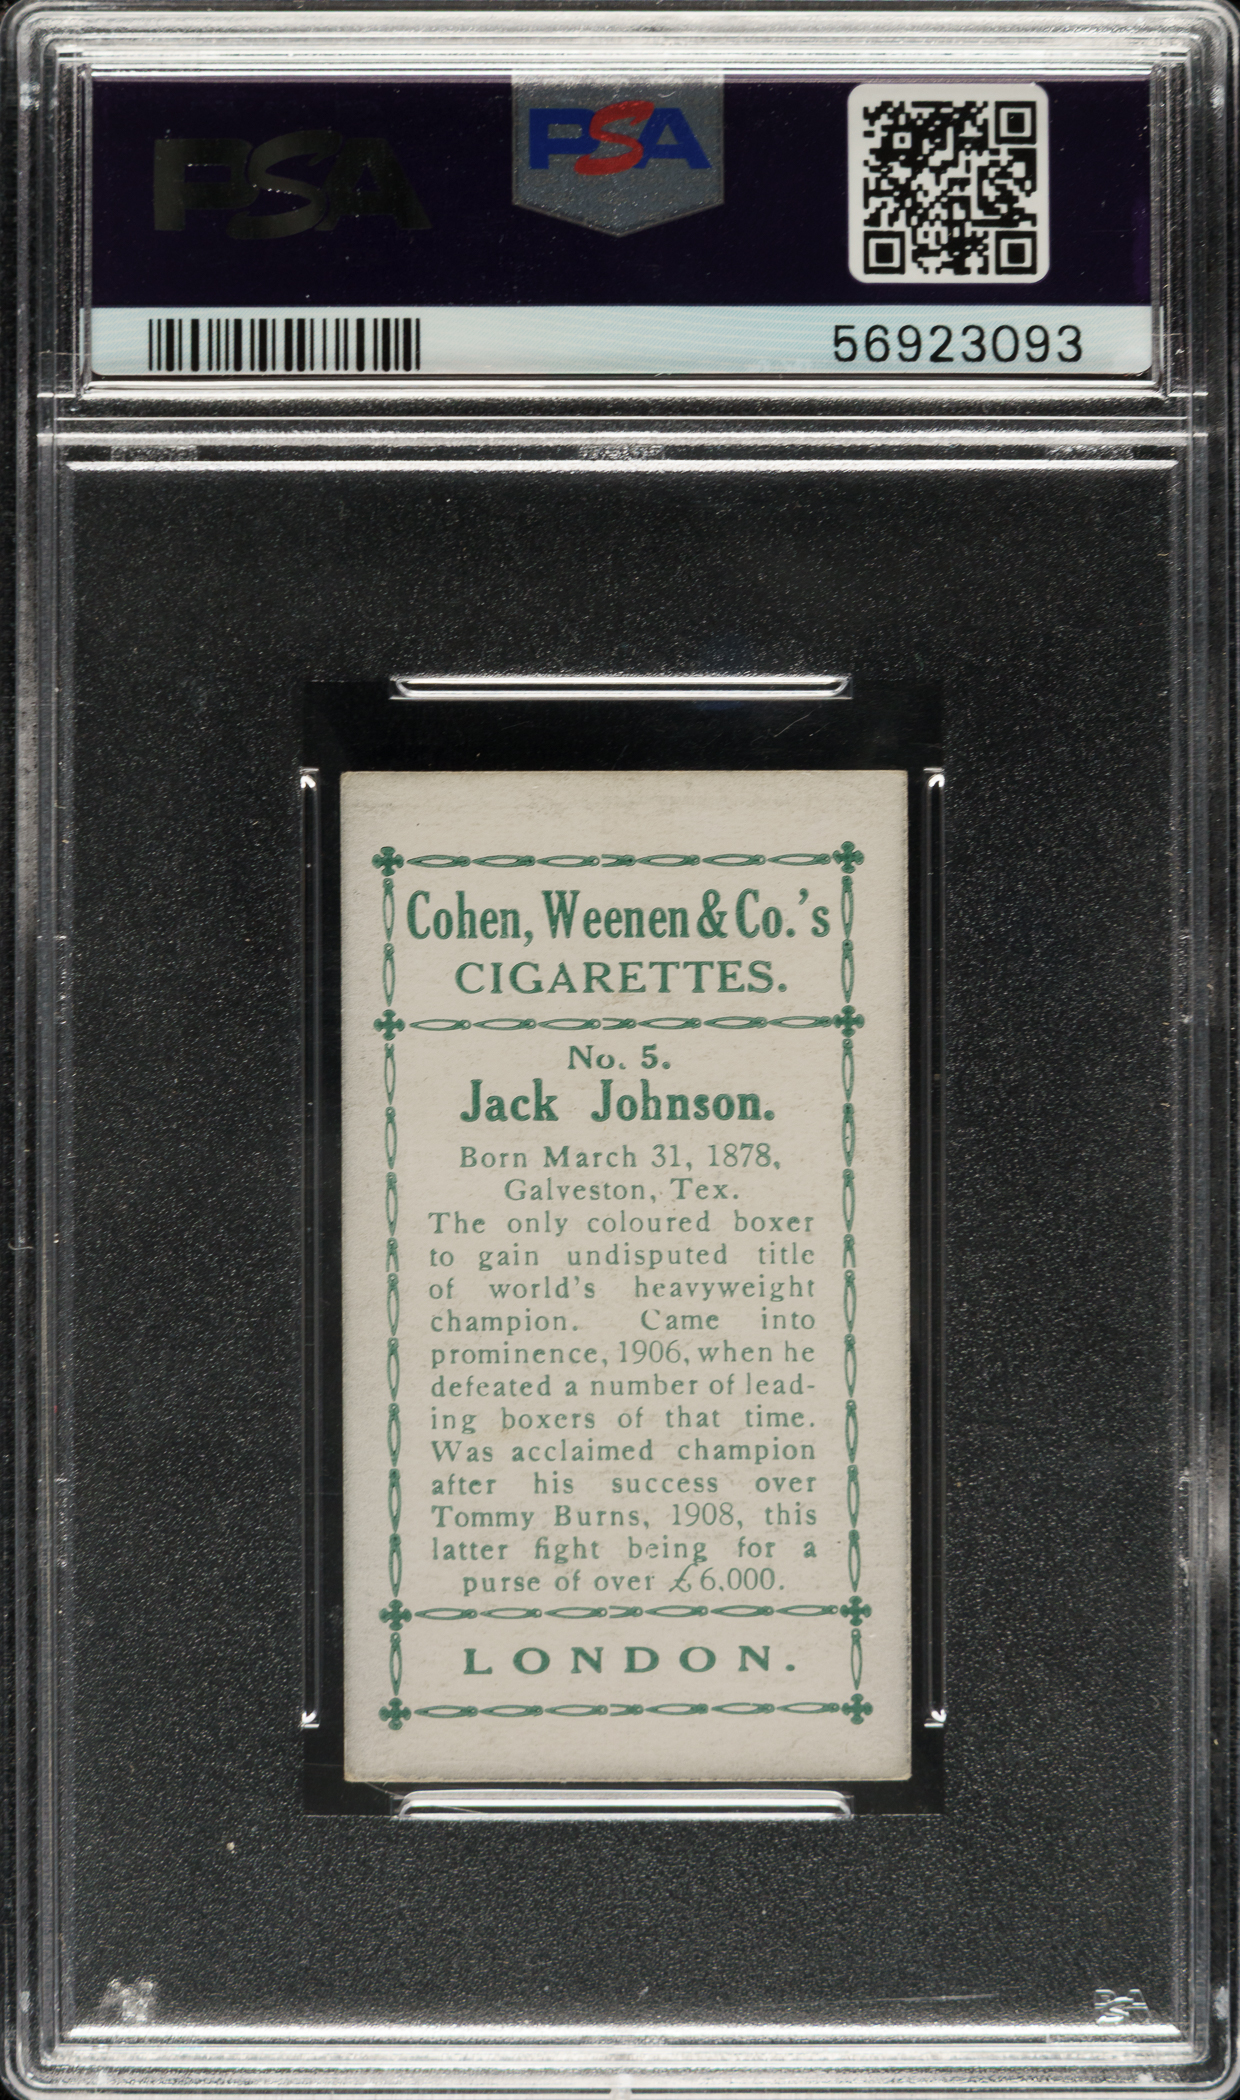 PSA
PSA
56923093
Cohen, Weenen & Co.'s
CIGARETTES.
No. 5.
Jack Johnson.
Born March 31, 1878,
Galveston, Tex.
The only coloured boxer
to gain undisputed title
of world's heavyweight
champion. Came into
prominence, 1906, when he
defeated a number of lead-
ing boxers of that time.
Was acclaimed champion
after his success over
Tommy Burns, 1908, this
latter fight being for a
purse of over £6,000.
LONDON.
PSA